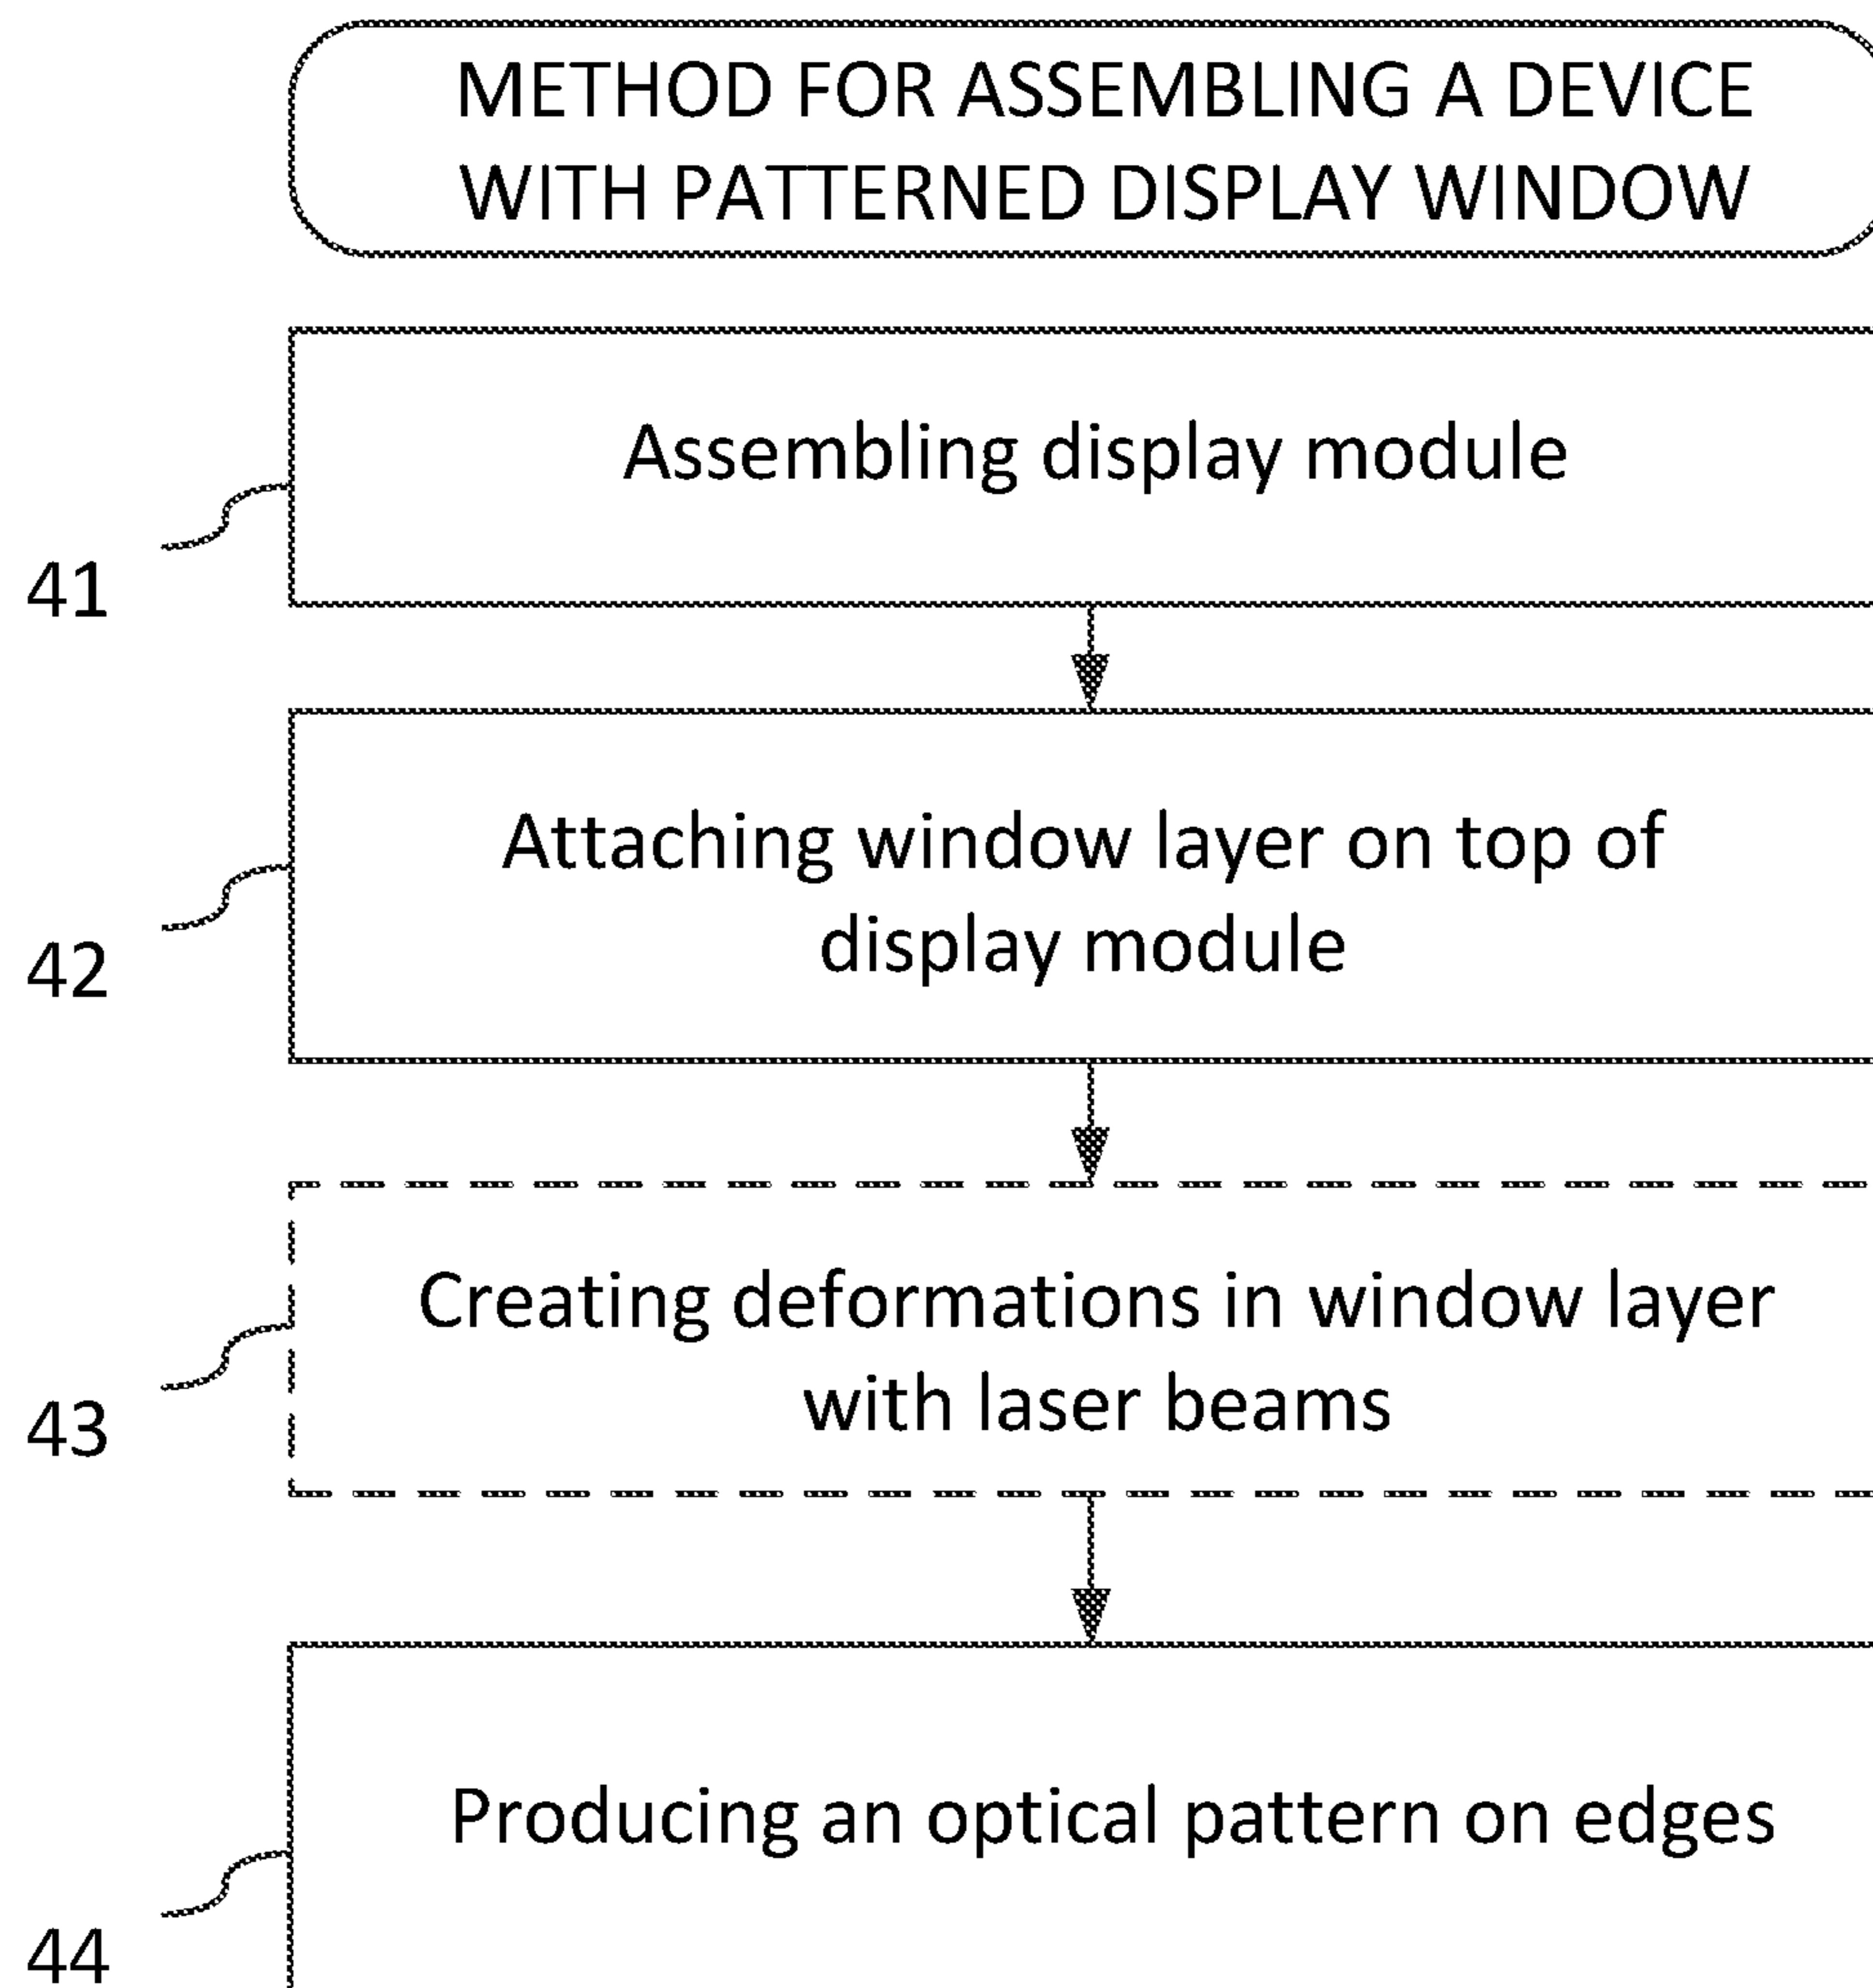 METHOD FOR ASSEMBLING A DEVICE
WITH PATTERNED DISPLAY WINDOW
Assembling display module
41
Attaching window layer on top of
display module
42
Creating deformations in window layer
with laser beams
43
Producing an optical pattern on edges
44